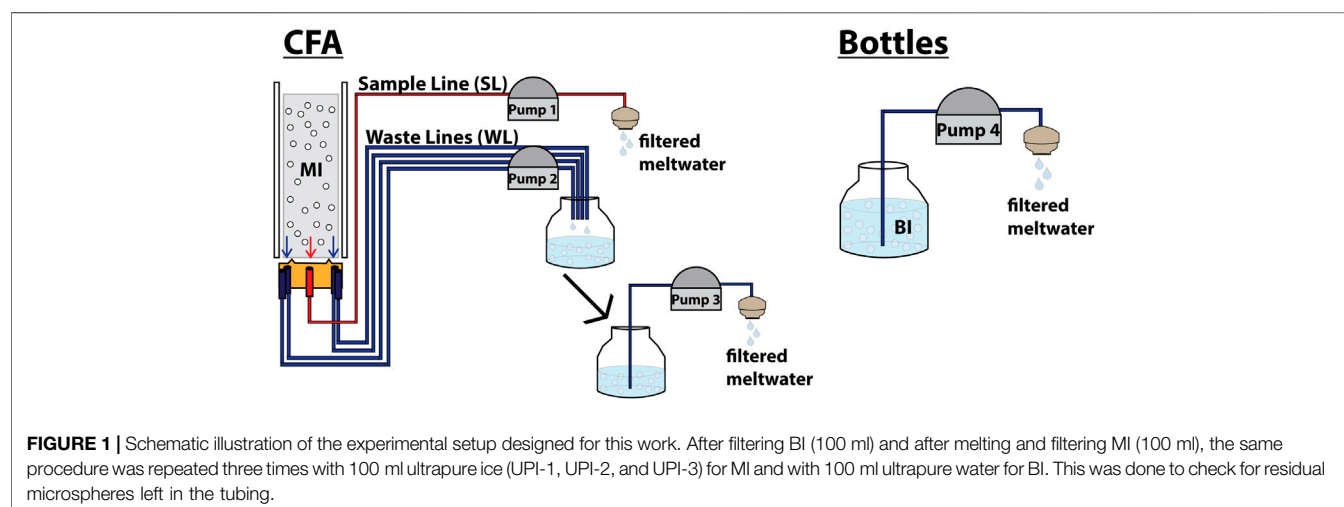 CFA
Bottles
Sample Line (SL)
Pump 1
filtered
meltwater
Waste Lines (WL)
Pump 2
MI
Pump 3
filtered
meltwater
Pump 4
BI
filtered
meltwater
FIGURE 1 | Schematic illustration of the experimental setup designed for this work. After filtering BI (100 ml) and after melting and filtering MI (100 ml), the same
procedure was repeated three times with 100 ml ultrapure ice (UPI-1, UPI-2, and UPI-3) for MI and with 100 ml ultrapure water for BI. This was done to check for residual
microspheres left in the tubing.